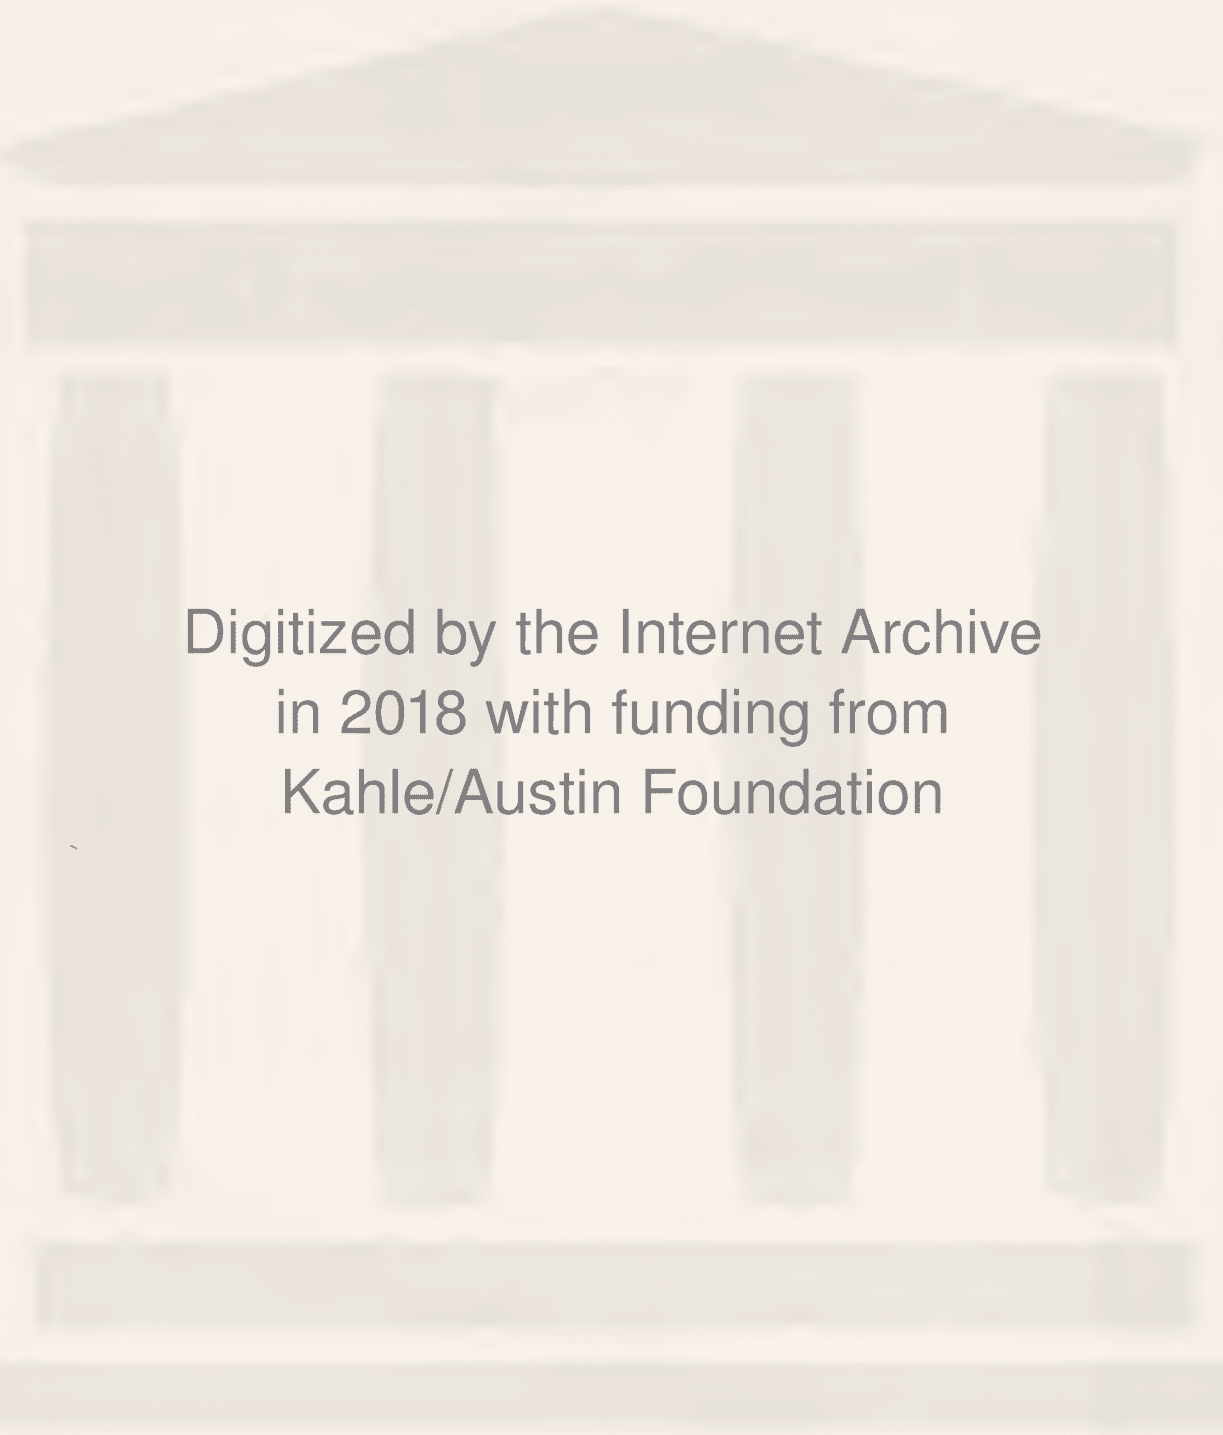 Digitized by the Internet Archive
in 2018 with funding from
Kahle/Austin Foundation